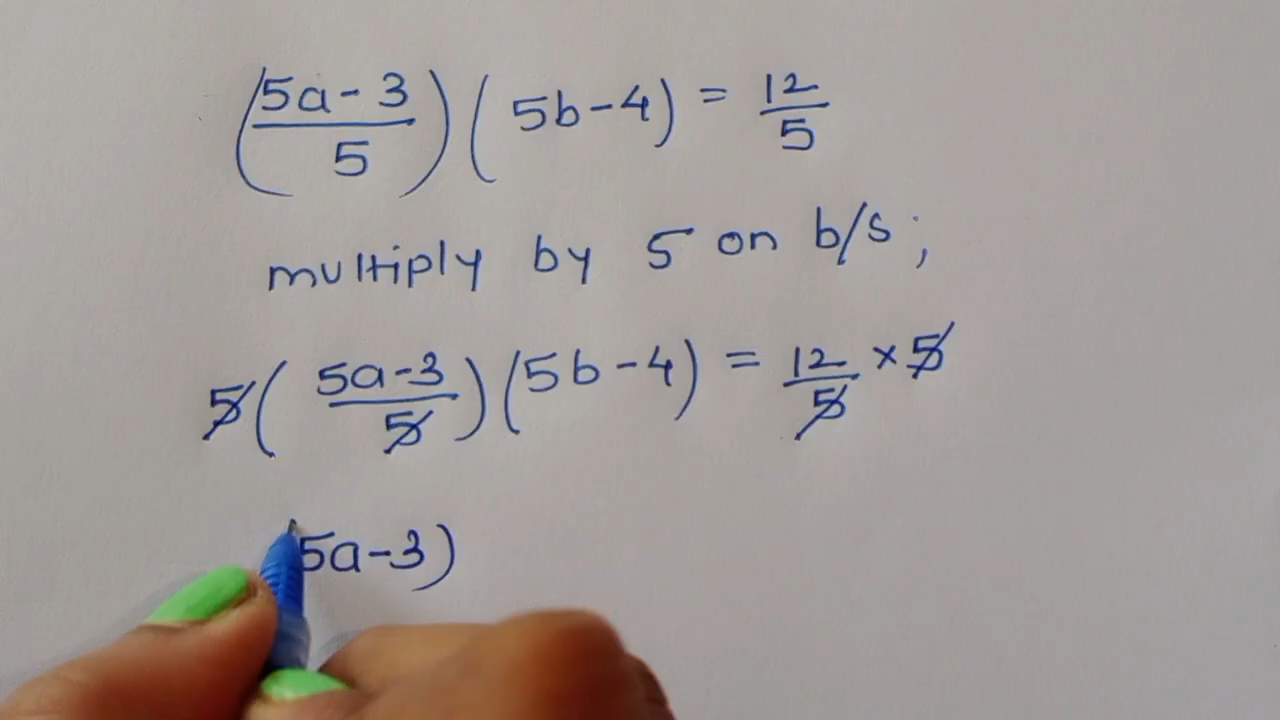 (5a-3/5)(5b-4) = 12/5
multiply by 5 on b/s;
5(5a-3/5)(5b-4) = 12/5 × 5
5a-3)